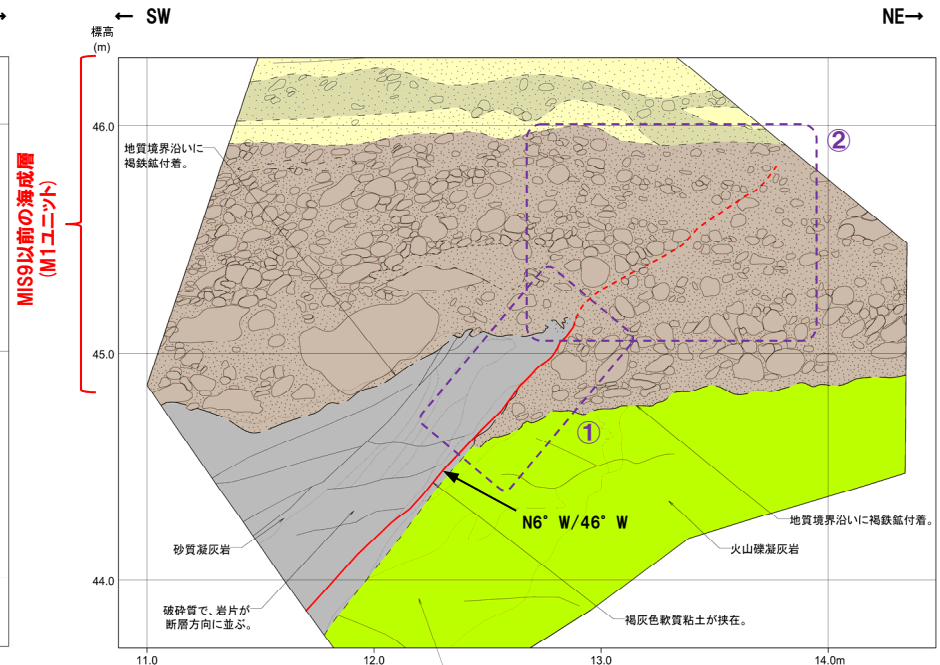 ← SW
NE→
標高
(m)
46.0
45.0
44.0
MIS9以前の海成層
(M1ユニット)
地質境界沿いに
褐鉄鉱付着。
②
①
N6°W/46°W
地質境界沿いに褐鉄鉱付着。
砂質凝灰岩
火山礫凝灰岩
破砕質で、岩片が
断層方向に並ぶ。
褐灰色軟質粘土が挟在。
11.0
12.0
13.0
14.0m